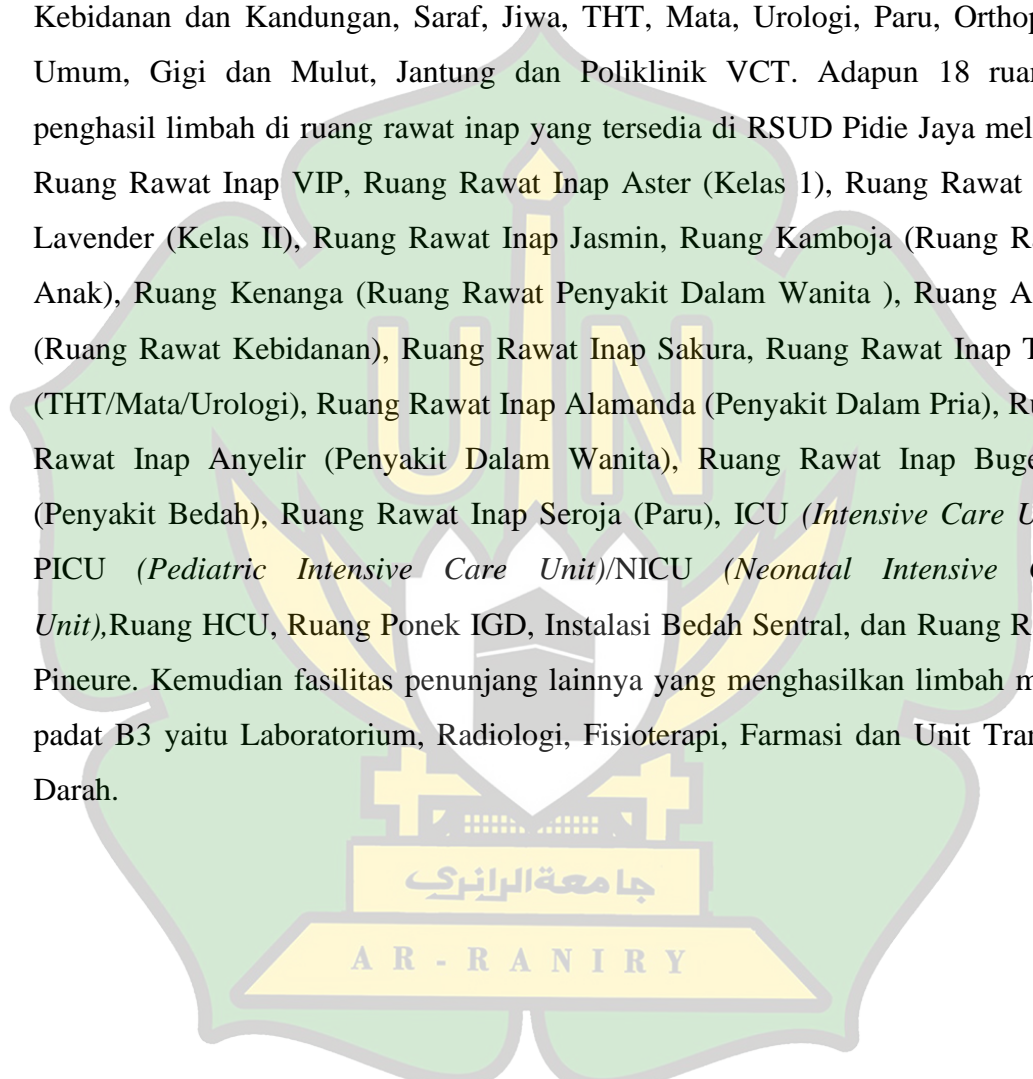 Kebidanan dan Kandungan, Saraf, Jiwa, THT, Mata, Urologi, Paru,
Umum, Gigi dan Mulut, Jantung dan Poliklinik VCT. Adapun 18
penghasil limbah di ruang rawat inap yang tersedia di RSUD Pidie Jaya
Ruang Rawat Inap VIP, Ruang Rawat Inap Aster (Kelas 1), Ruang Rawat
Lavender (Kelas II), Ruang Rawat Inap Jasmin, Ruang Kamboja (Ruang
Anak), Ruang Kenanga (Ruang Rawat Penyakit Dalam Wanita ), Ruang
(Ruang Rawat Kebidanan), Ruang Rawat Inap Sakura, Ruang Rawat Inap
(THT/Mata/Urologi), Ruang Rawat Inap Alamanda (Penyakit Dalam Pria),
Rawat Inap Anyelir (Penyakit Dalam Wanita), Ruang Rawat Inap
(Penyakit Bedah), Ruang Rawat Inap Seroja (Paru), ICU (Intensive Care
PICU (Pediatric Intensive Care Unit)/NICU (Neonatal Intensive
Unit),Ruang HCU, Ruang Ponek IGD, Instalasi Bedah Sentral, dan Ruang
Pineure. Kemudian fasilitas penunjang lainnya yang menghasilkan limbah
padat B3 yaitu Laboratorium, Radiologi, Fisioterapi, Farmasi dan Unit
Darah.
UIN
جامعة الرانري
AR-RANIRY